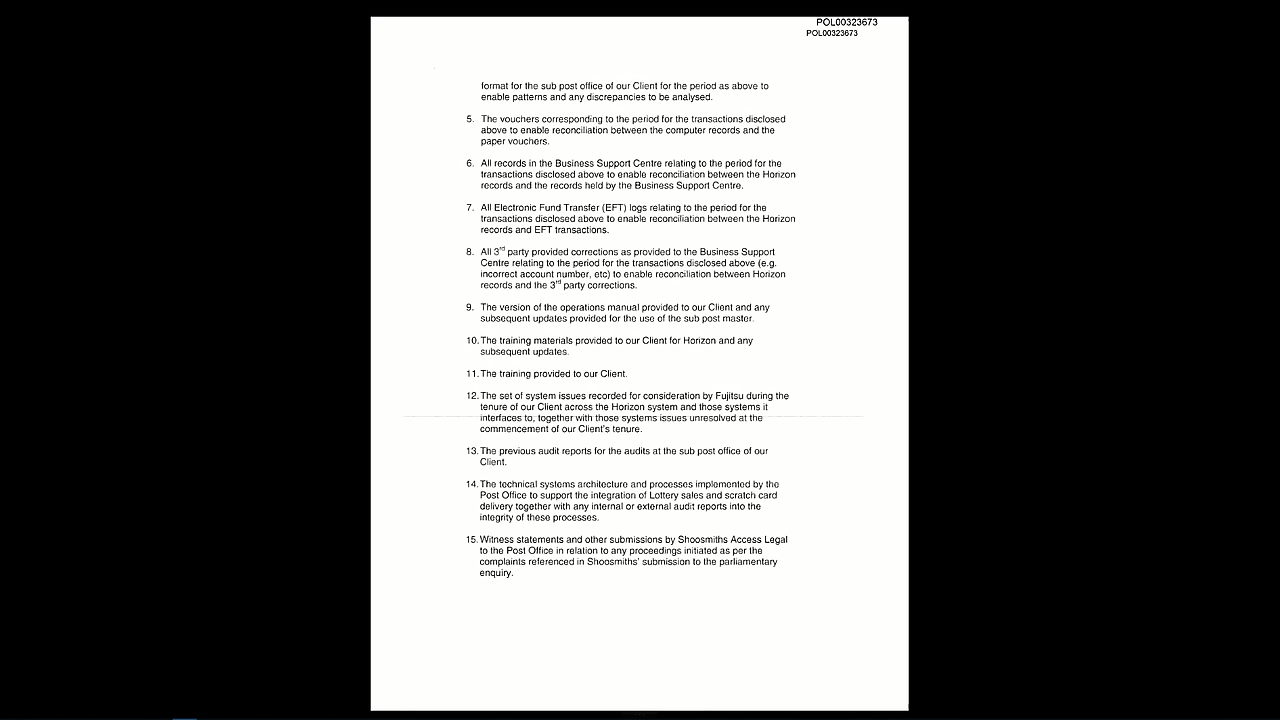 POL00323673
POL00323673
format for the sub post office of our Client for the period as above to
enable patterns and any discrepancies to be analysed.
5. The vouchers corresponding to the period for the transactions disclosed
above to enable reconciliation between the computer records and the
paper vouchers.
6. All records in the Business Support Centre relating to the period for the
transactions disclosed above to enable reconciliation between the Horizon
records and the records held by the Business Support Centre.
7. All Electronic Fund Transfer (EFT) logs relating to the period for the
transactions disclosed above to enable reconciliation between the Horizon
records and EFT transactions.
8. All 3rd party provided corrections as provided to the Business Support
Centre relating to the period for the transactions disclosed above (e.g.
incorrect account number, etc) to enable reconciliation between Horizon
records and the 3rd party corrections.
9. The version of the operations manual provided to our Client and any
subsequent updates provided for the use of the sub post master.
10. The training materials provided to our Client for Horizon and any
subsequent updates.
11. The training provided to our Client.
12. The set of system issues recorded for consideration by Fujitsu during the
tenure of our Client across the Horizon system and those systems it
interfaces to, together with those systems issues unresolved at the
commencement of our Client's tenure.
13. The previous audit reports for the audits at the sub post office of our
Client.
14. The technical systems architecture and processes implemented by the
Post Office to support the integration of Lottery sales and scratch card
delivery together with any internal or external audit reports into the
integrity of these processes.
15. Witness statements and other submissions by Shoosmiths Access Legal
to the Post Office in relation to any proceedings initiated as per the
complaints referenced in Shoosmiths' submission to the parliamentary
enquiry.